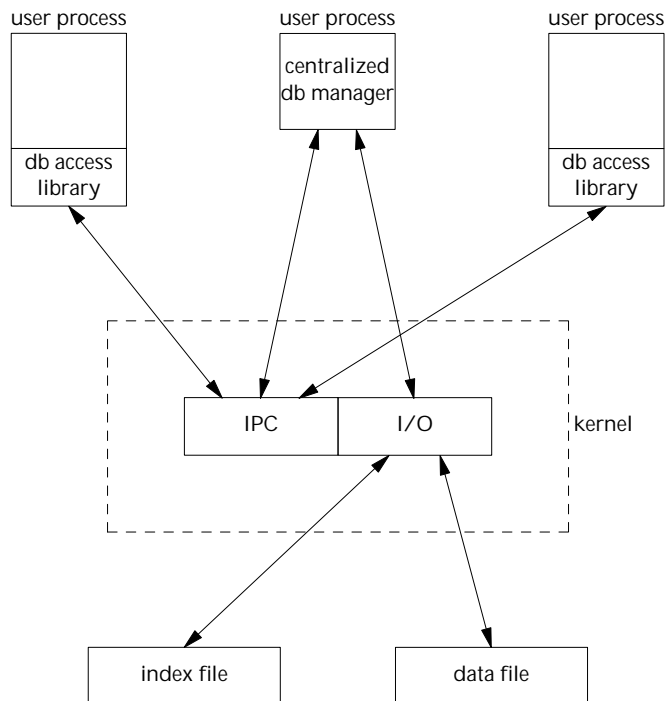 user process
user process
user process
centralized
db manager
db access
library
db access
library
IPC
I/O
kernel
index file
data file